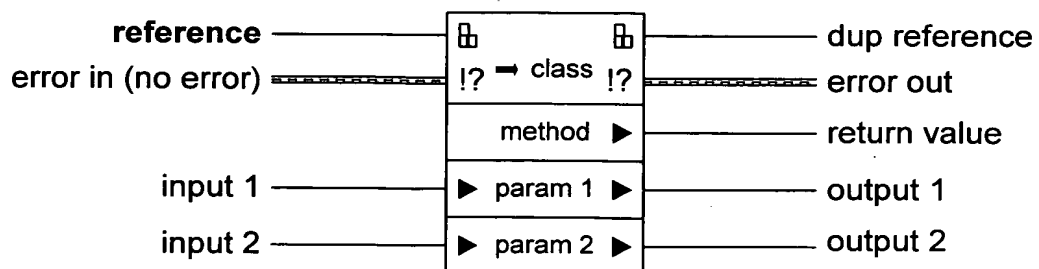 reference dup reference
error in (no error) !? ➡ class !? error out
method ▶ return value
input 1 ▶ param 1 ▶ output 1
input 2 ▶ param 2 ▶ output 2